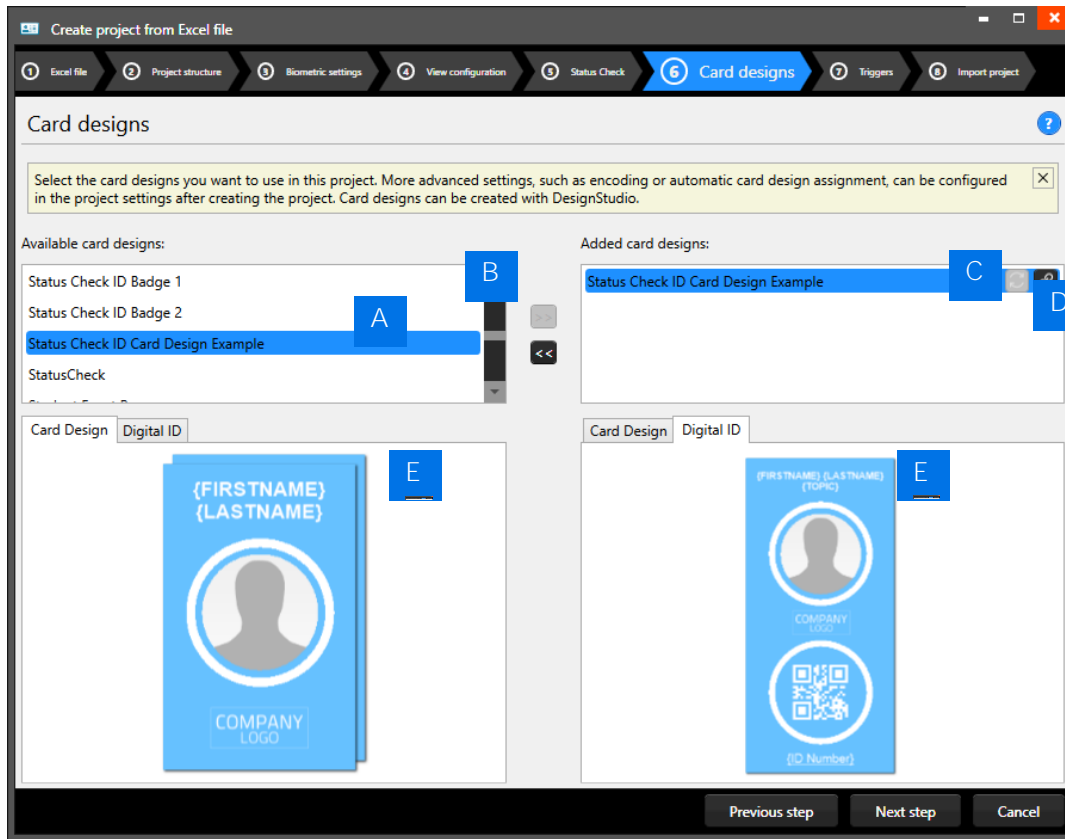 Create project from Excel file
1 Excel file 2 Project structure 3 Biometric settings 4 View configuration 5 Status Check 6 Card designs 7 Triggers 8 Import project
Card designs
?
Select the card designs you want to use in this project. More advanced settings, such as encoding or automatic card design assignment, can be configured
in the project settings after creating the project. Card designs can be created with DesignStudio.
Available card designs:
B
Status Check ID Badge 1
Status Check ID Badge 2
A
Status Check ID Card Design Example
StatusCheck
>>
<<
Added card designs:
C
Status Check ID Card Design Example
D
Card Design Digital ID
E
{FIRSTNAME}
{LASTNAME}
COMPANY
LOGO
Card Design Digital ID
E
{FIRSTNAME} {LASTNAME}
{TOPIC}
COMPANY
LOGO
{ID Number}
Previous step Next step Cancel